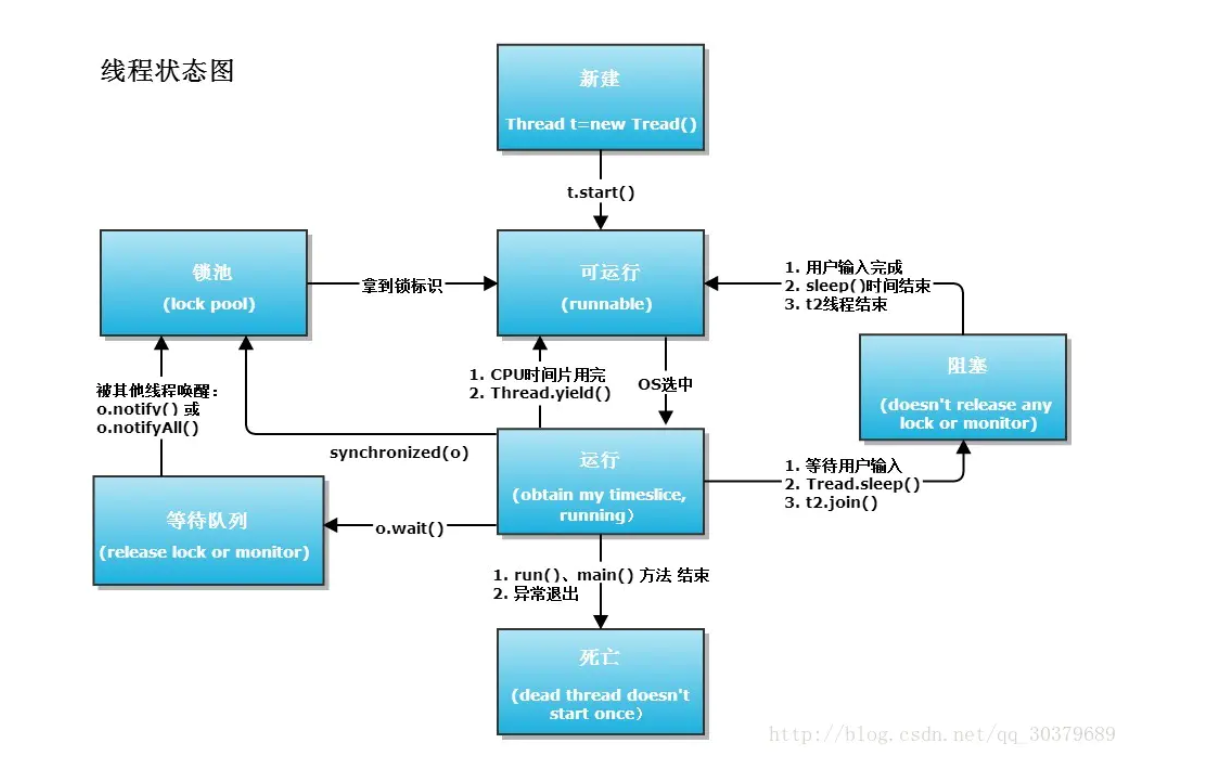 线程状态图
新建
Thread t=new Tread()
t.start()
锁池
(lock pool)
拿到锁标识
可运行
(runnable)
1. 用户输入完成
2. sleep()时间结束
3. t2线程结束
阻塞
(doesn't release any
lock or monitor)
被其他线程唤醒：
o.notify() 或
o.notifyAll()
1. CPU时间片用完
2. Thread.yield()
OS选中
synchronized(o)
运行
(obtain my timeslice,
running）
1. 等待用户输入
2. Tread.sleep()
3. t2.join()
等待队列
(release lock or monitor)
o.wait()
1. run()、main() 方法 结束
2. 异常退出
死亡
(dead thread doesn't
start once）
http://blog.csdn.net/qq_30379689